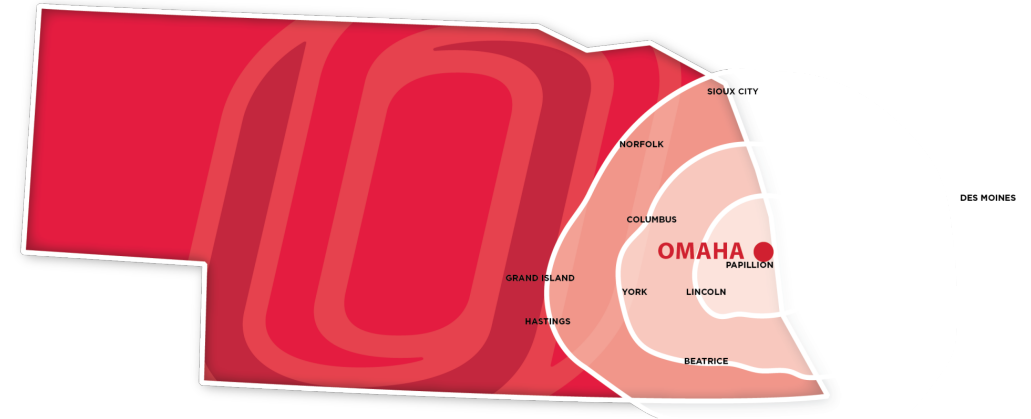 SIOUX CITY
NORFOLK
DES MOINES
COLUMBUS
OMAHA
PAPILLION
GRAND ISLAND
YORK
LINCOLN
HASTINGS
BEATRICE